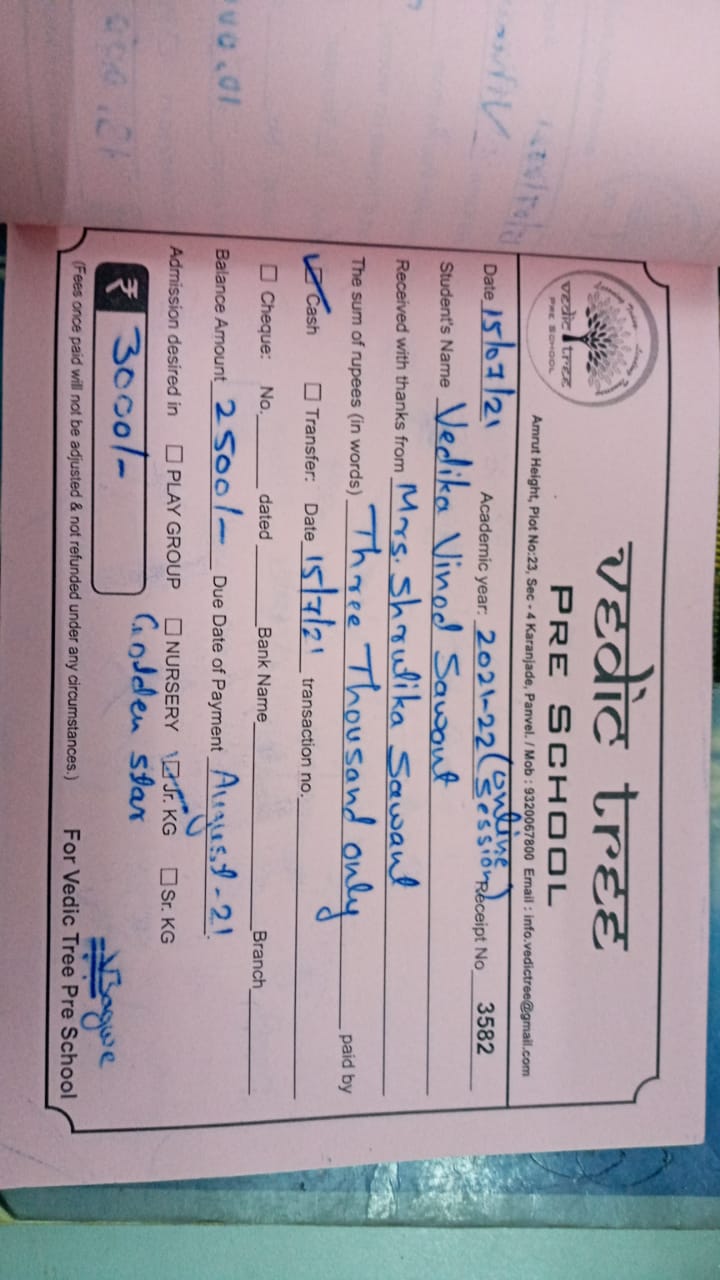 vedic tree
PRE SCHOOL
vedic tree
PRE SCHOOL
Amrut Height, Plot No:23, Sec - 4 Karanjade, Panvel. / Mob : 9320067800 Email : info.vedictree@gmail.com
Date 15/07/21 Academic year: 2021-22 (online session) Receipt No 3582
Student's Name Vedika Vinod Sawant
Received with thanks from Mrs. Shrulika Sawant
The sum of rupees (in words) Three Thousand only paid by
☑ Cash ☐ Transfer: Date 15/7/21 transaction no.
☐ Cheque: No. dated Bank Name Branch
Balance Amount 2500/- Due Date of Payment August-21.
Admission desired in ☐ PLAY GROUP ☐ NURSERY ☑ Jr. KG ☐ Sr. KG
Golden star
₹ 3000/-
(Fees once paid will not be adjusted & not refunded under any circumstances.) For Vedic Tree Pre School